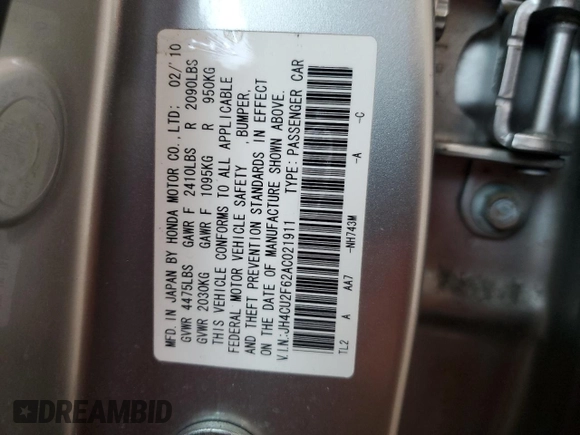 MFD. IN JAPAN BY HONDA MOTOR CO., LTD: 02/'10
GVWR 4475LBS GAWR F 2410LBS R 2090LBS
GVWR 2030KG GAWR F 1095KG R 950KG
THIS VEHICLE CONFORMS TO ALL APPLICABLE
FEDERAL MOTOR VEHICLE SAFETY , BUMPER,
AND THEFT PREVENTION STANDARDS IN EFFECT
ON THE DATE OF MANUFACTURE SHOWN ABOVE.
V.I.N.:JH4CU2F62AC021911 TYPE: PASSENGER CAR
TL2 A AA7 -NH743M -A -C
DREAMBID